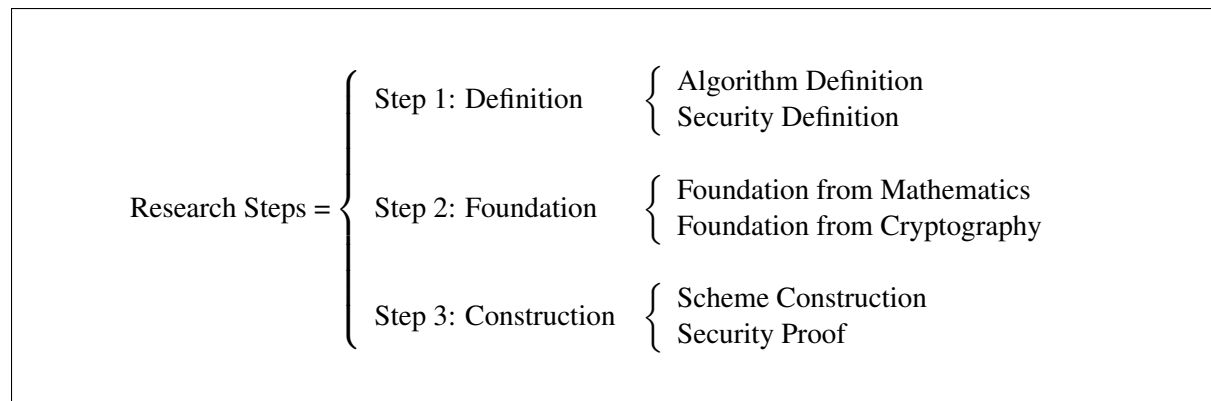 Research Steps =
Step 1: Definition
Algorithm Definition
Security Definition
Step 2: Foundation
Foundation from Mathematics
Foundation from Cryptography
Step 3: Construction
Scheme Construction
Security Proof